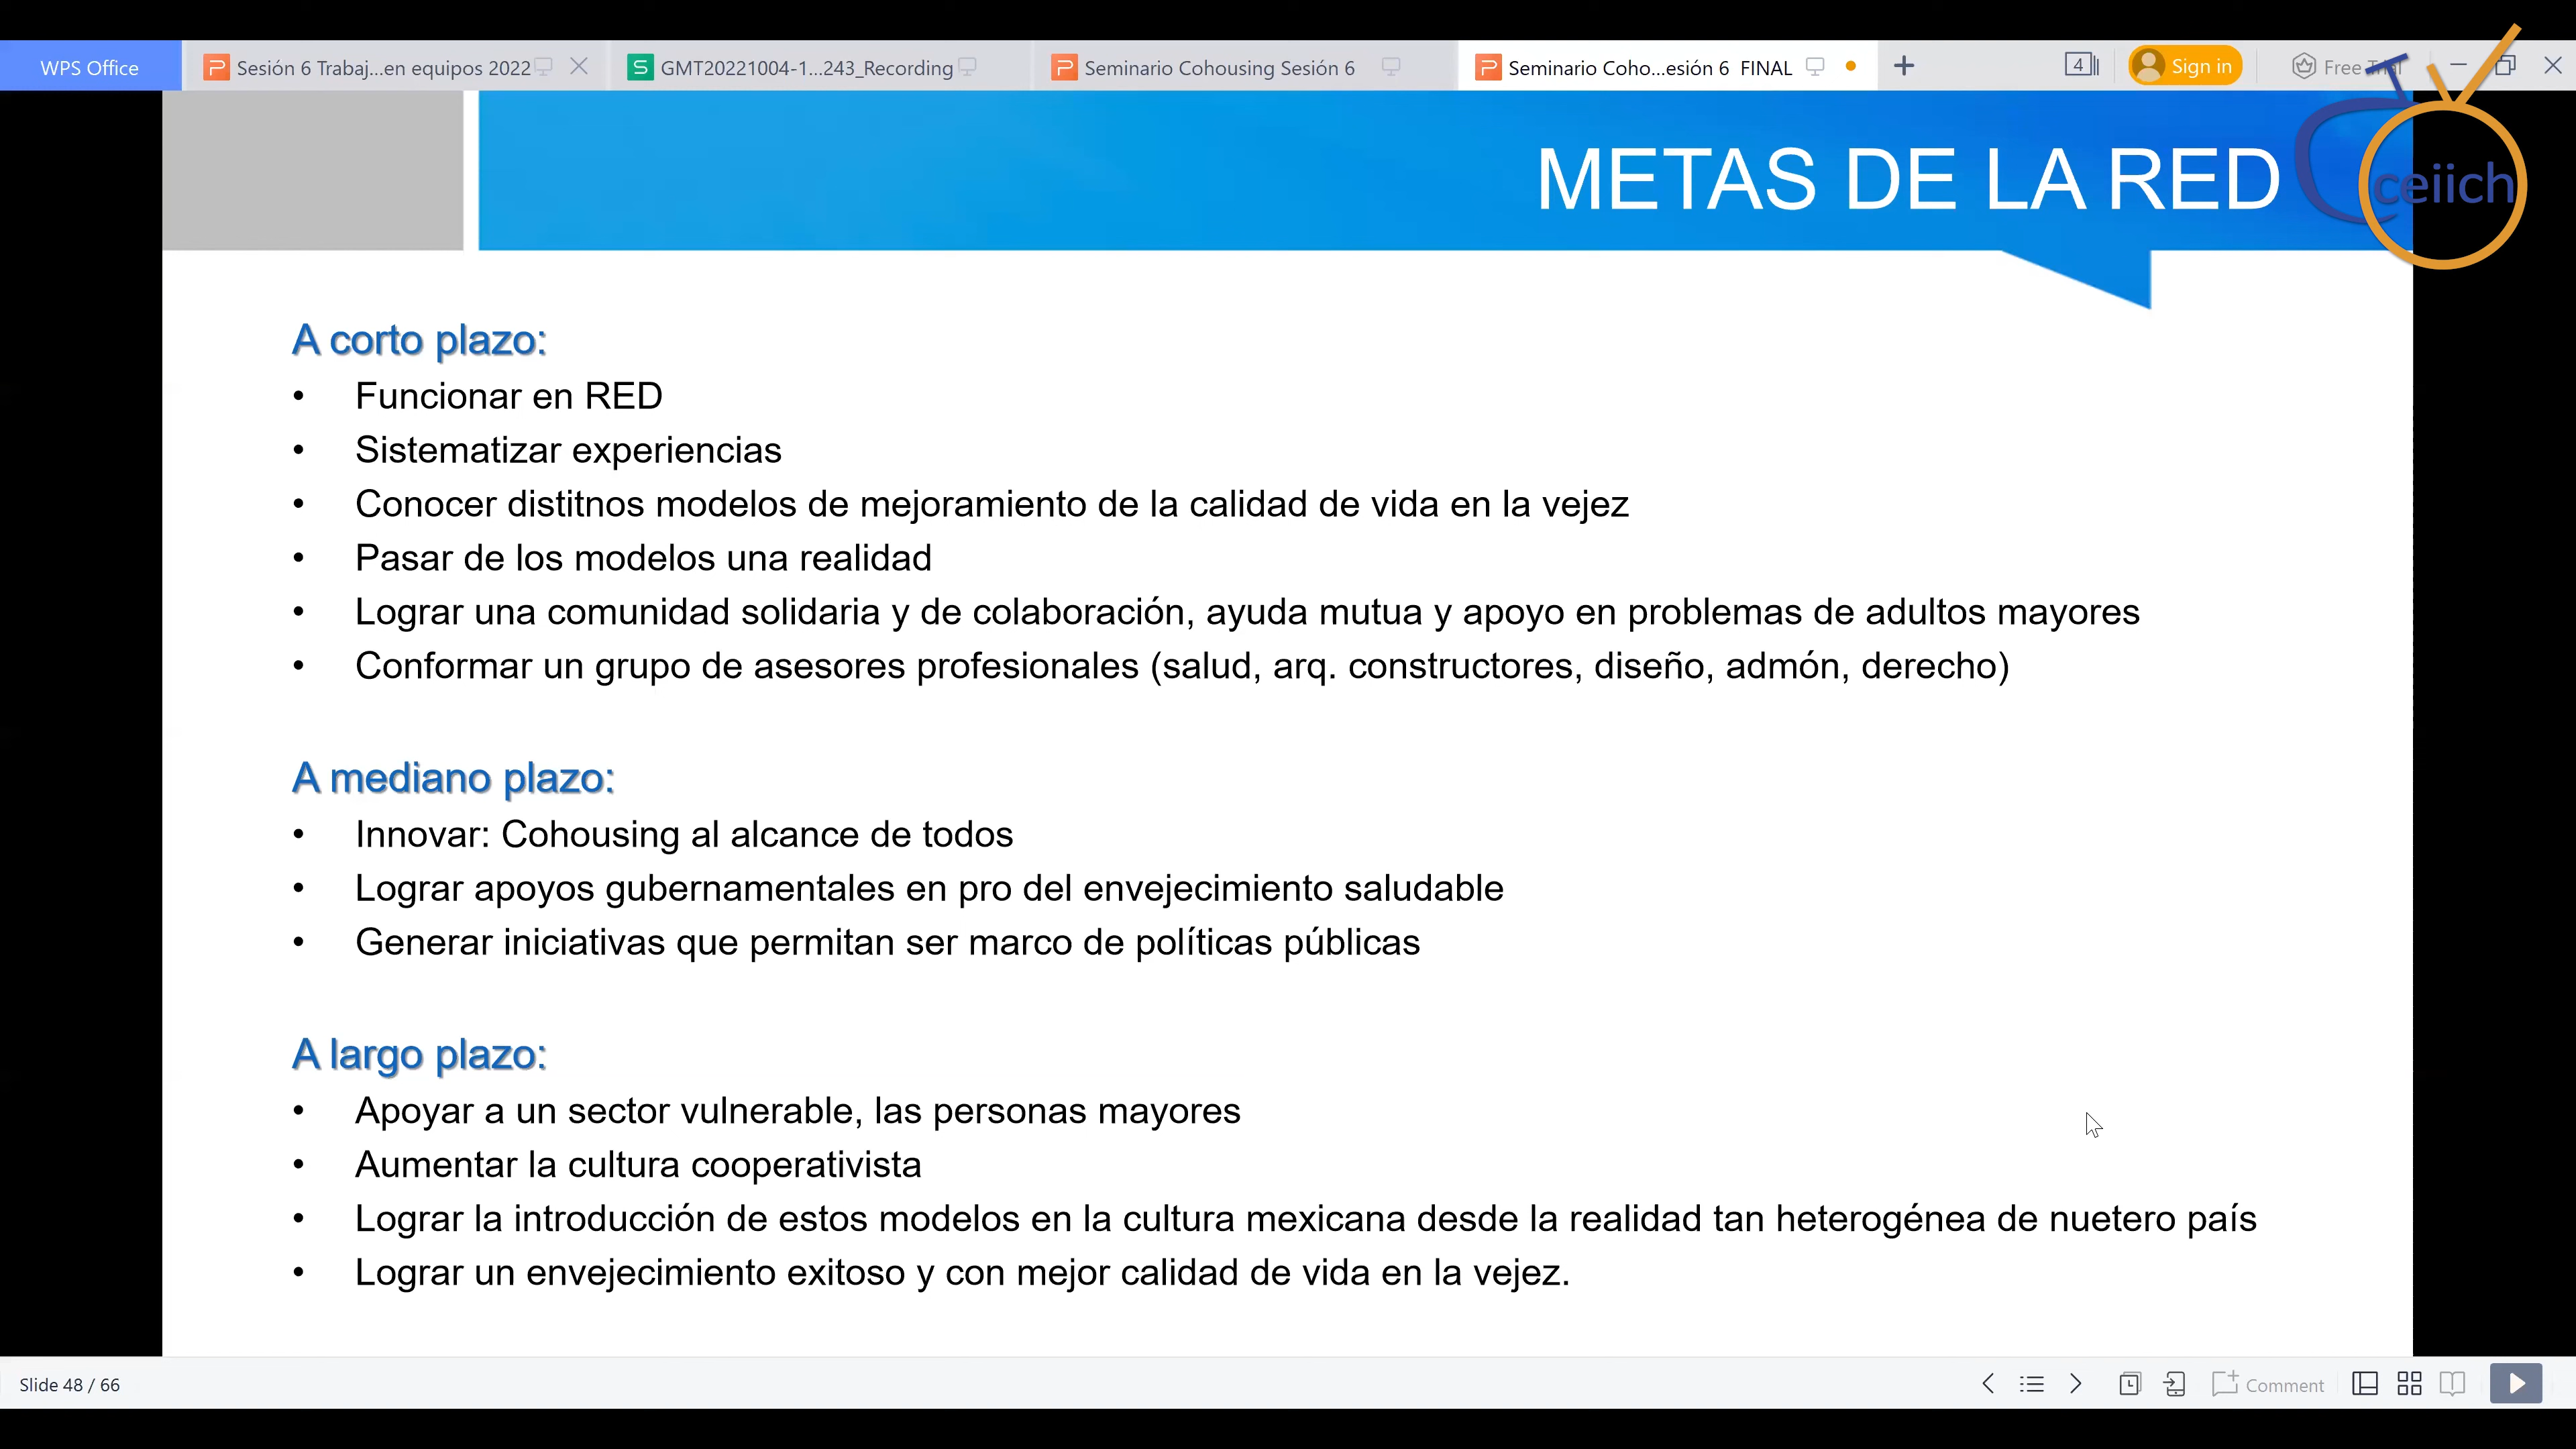 WPS Office
Sesión 6 Trabaj...en equipos 2022
GMT20221004-1...243_Recording
Seminario Cohousing Sesión 6
Seminario Coho...esión 6 FINAL
4
Sign in
Free Trial
TV
ceiich
METAS DE LA RED
A corto plazo:
• Funcionar en RED
• Sistematizar experiencias
• Conocer distitnos modelos de mejoramiento de la calidad de vida en la vejez
• Pasar de los modelos una realidad
• Lograr una comunidad solidaria y de colaboración, ayuda mutua y apoyo en problemas de adultos mayores
• Conformar un grupo de asesores profesionales (salud, arq. constructores, diseño, admón, derecho)
A mediano plazo:
• Innovar: Cohousing al alcance de todos
• Lograr apoyos gubernamentales en pro del envejecimiento saludable
• Generar iniciativas que permitan ser marco de políticas públicas
A largo plazo:
• Apoyar a un sector vulnerable, las personas mayores
• Aumentar la cultura cooperativista
• Lograr la introducción de estos modelos en la cultura mexicana desde la realidad tan heterogénea de nuetero país
• Lograr un envejecimiento exitoso y con mejor calidad de vida en la vejez.
Slide 48 / 66
Comment